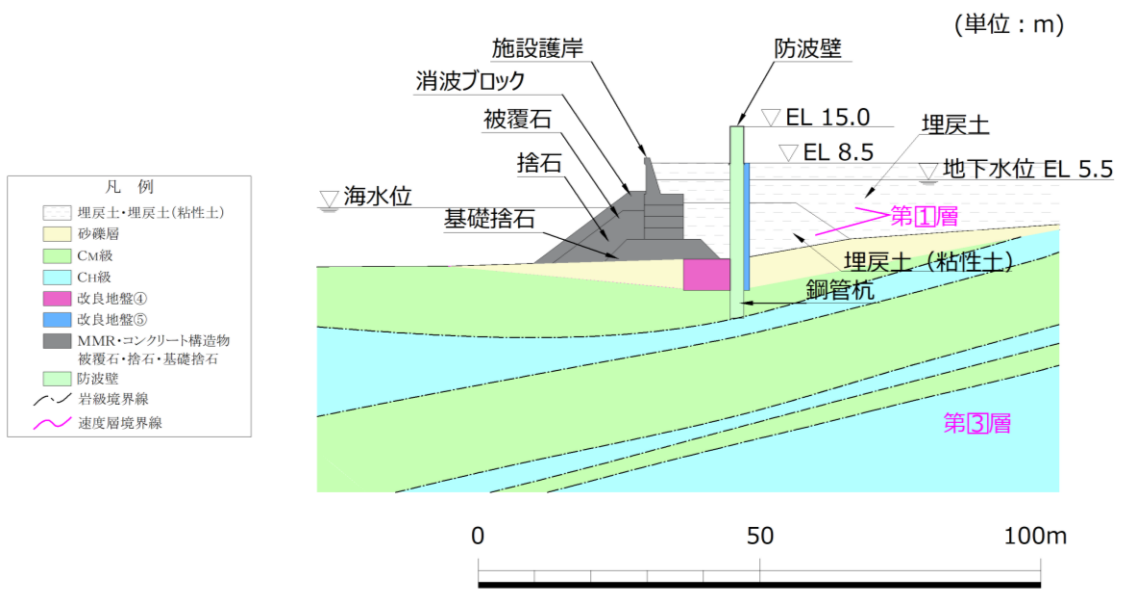 (単位：m)
施設護岸
防波壁
消波ブロック
EL 15.0
埋戻土
被覆石
EL 8.5
捨石
地下水位 EL 5.5
海水位
基礎捨石
第1層
埋戻土（粘性土）
鋼管杭
第3層
凡　例
埋戻土・埋戻土(粘性土)
砂礫層
CM級
CH級
改良地盤④
改良地盤⑤
MMR・コンクリート構造物
被覆石・捨石・基礎捨石
防波壁
岩級境界線
速度層境界線
0 50 100m